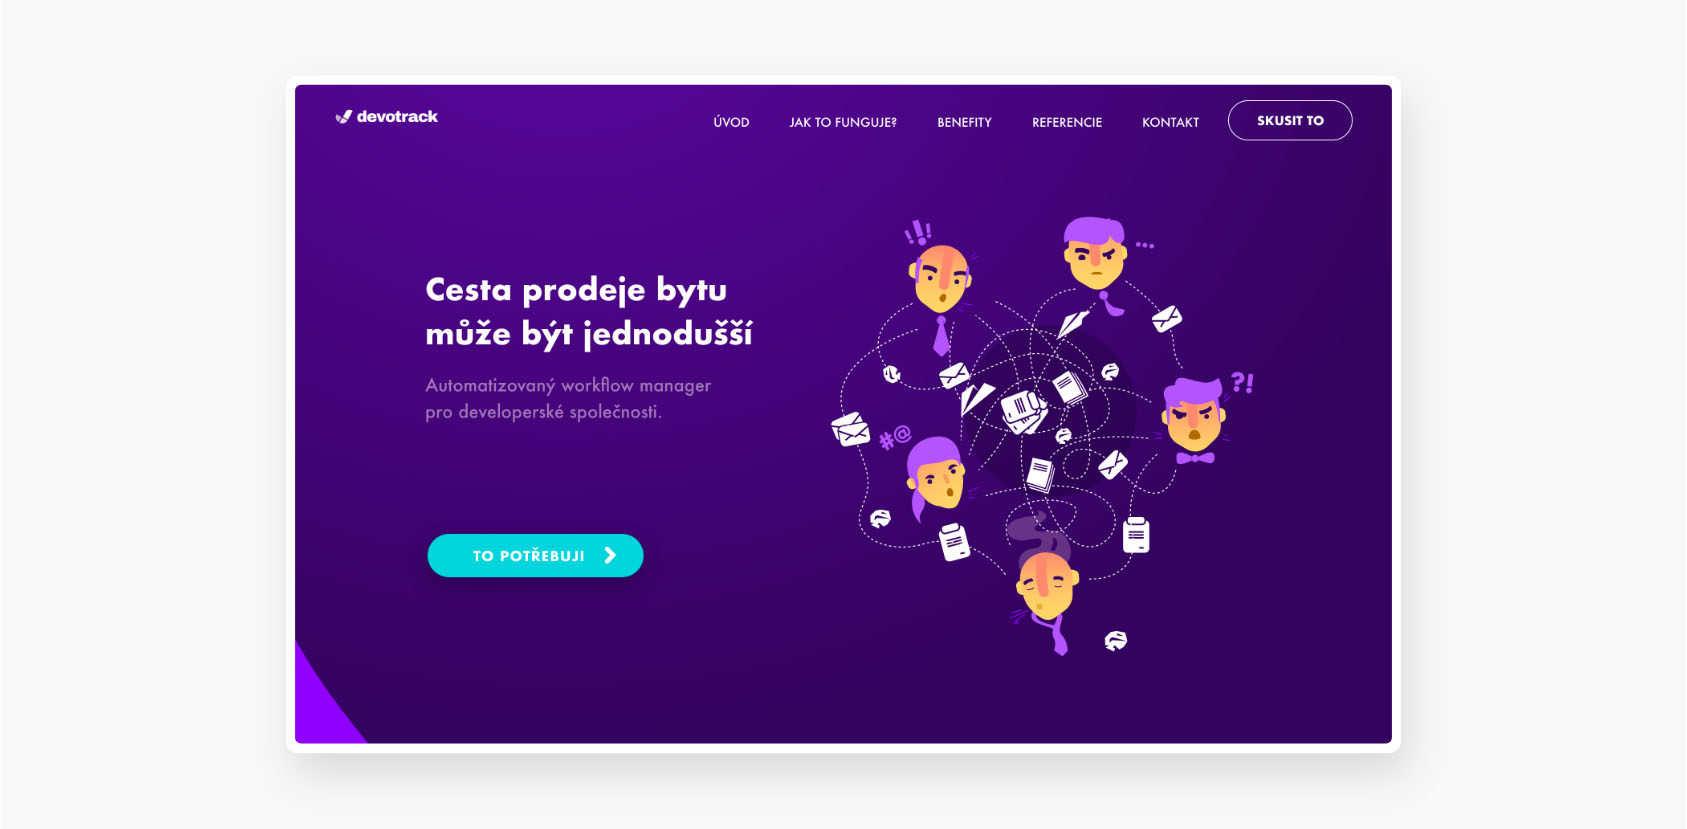 devotrack
ÚVOD
JAK TO FUNGUJE?
BENEFITY
REFERENCIE
KONTAKT
SKUSIT TO
!!!
...
Cesta prodeje bytu
může být jednodušší
?!
Automatizovaný workflow manager
pro developerské společnosti.
#@
TO POTŘEBUJI